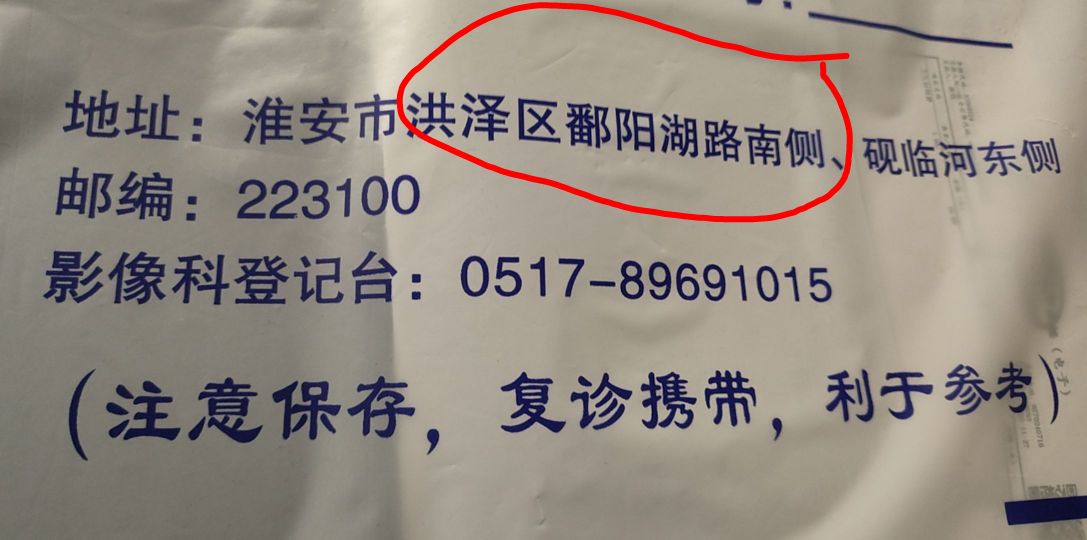 地址：淮安市洪泽区鄱阳湖路南侧、砚临河东侧
邮编：223100
影像科登记台：0517-89691015
（注意保存，复诊携带，利于参考）